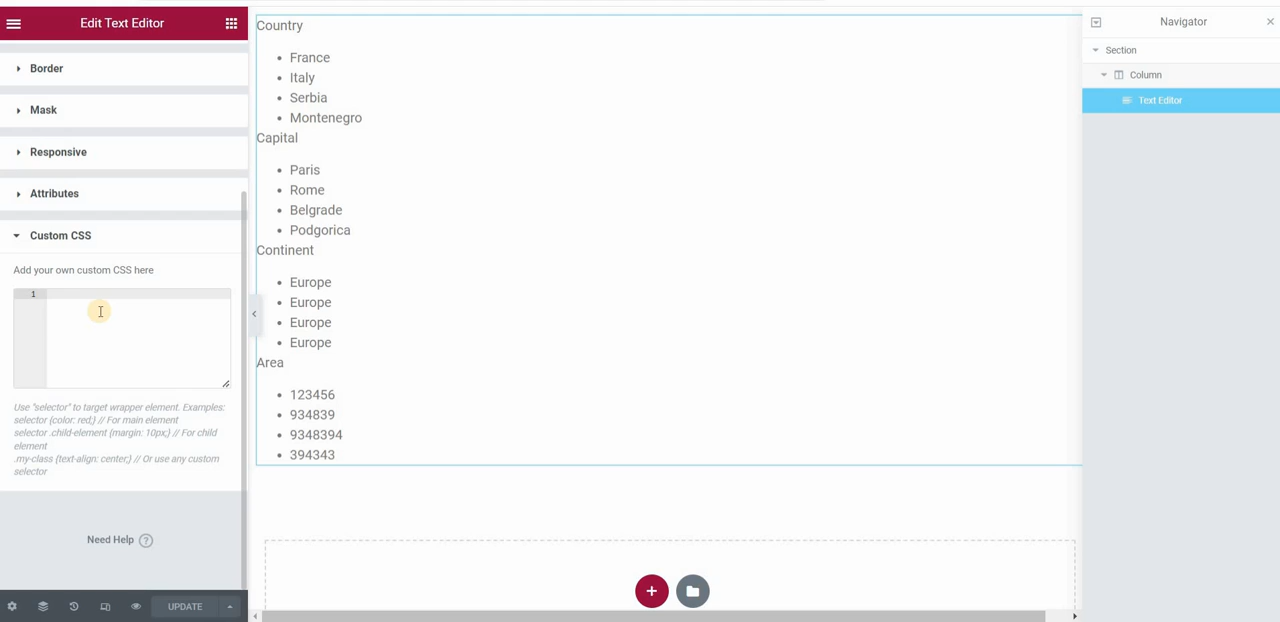 Edit Text Editor
Border
Mask
Responsive
Attributes
Custom CSS
Add your own custom CSS here
1
Use "selector" to target wrapper element. Examples:
selector {color: red;} // For main element
selector .child-element {margin: 10px;} // For child
element
.my-class {text-align: center;} // Or use any custom
selector
Need Help ?
UPDATE
Country
France
Italy
Serbia
Montenegro
Capital
Paris
Rome
Belgrade
Podgorica
Continent
Europe
Europe
Europe
Europe
Area
123456
934839
9348394
394343
Navigator
Section
Column
Text Editor